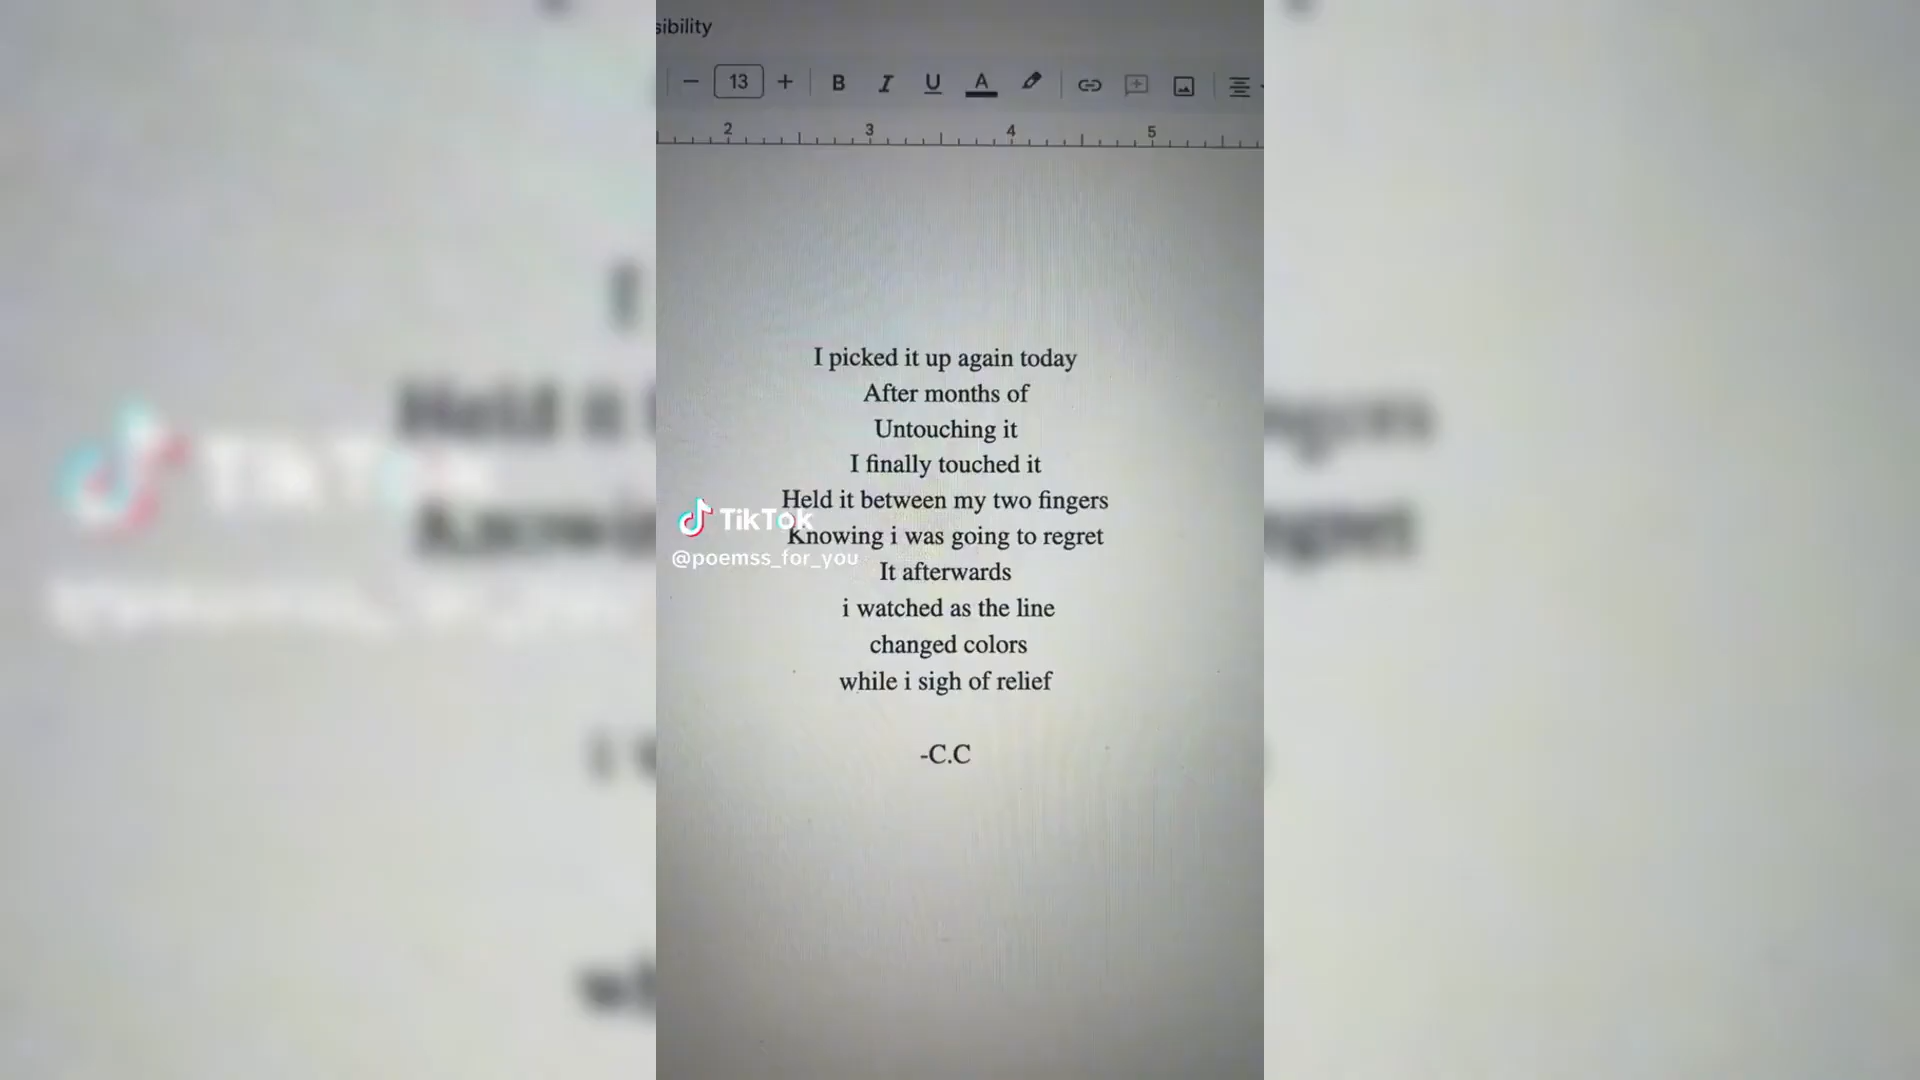 sibility
13
B I U A
2 3 4 5
I picked it up again today
After months of
Untouching it
I finally touched it
Held it between my two fingers
Knowing i was going to regret
It afterwards
i watched as the line
changed colors
while i sigh of relief
-C.C
TikTok
@poemss_for_you